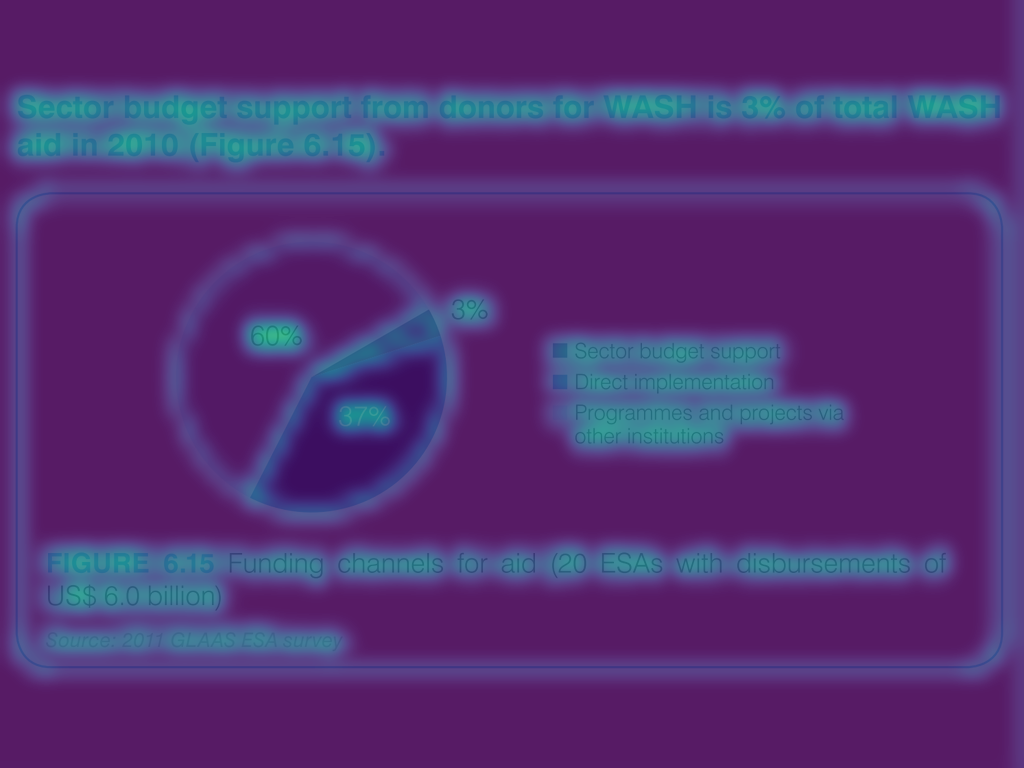 Sector budget support from donors for WASH is 3% of total WASH
aid in 2010 (Figure 6.15).
3%
60%
37%
Sector budget support
Direct implementation
Programmes and projects via
other institutions
FIGURE 6.15 Funding channels for aid (20 ESAs with disbursements of
US$ 6.0 billion)
Source: 2011 GLAAS ESA survey